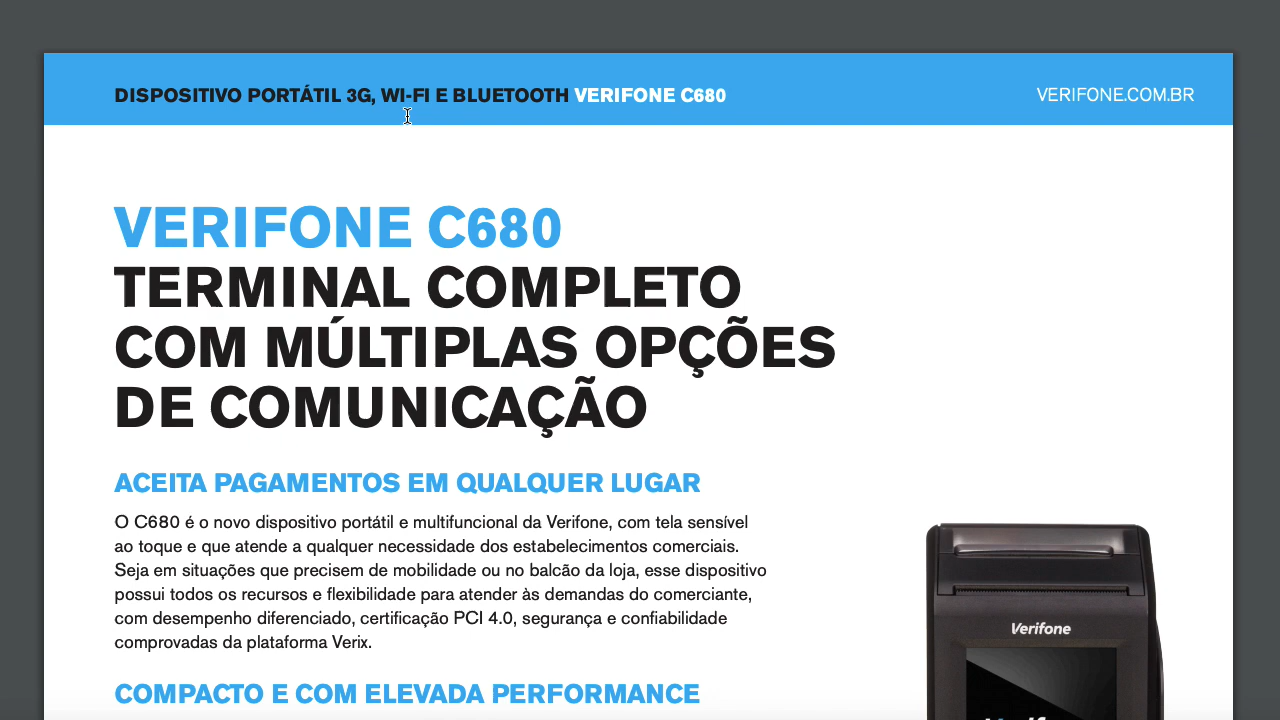 DISPOSITIVO PORTÁTIL 3G, WI-FI E BLUETOOTH VERIFONE C680
VERIFONE.COM.BR
VERIFONE C680
TERMINAL COMPLETO
COM MÚLTIPLAS OPÇÕES
DE COMUNICAÇÃO
ACEITA PAGAMENTOS EM QUALQUER LUGAR
O C680 é o novo dispositivo portátil e multifuncional da Verifone, com tela sensível
ao toque e que atende a qualquer necessidade dos estabelecimentos comerciais.
Seja em situações que precisem de mobilidade ou no balcão da loja, esse dispositivo
possui todos os recursos e flexibilidade para atender às demandas do comerciante,
com desempenho diferenciado, certificação PCI 4.0, segurança e confiabilidade
comprovadas da plataforma Verix.
Verifone
COMPACTO E COM ELEVADA PERFORMANCE